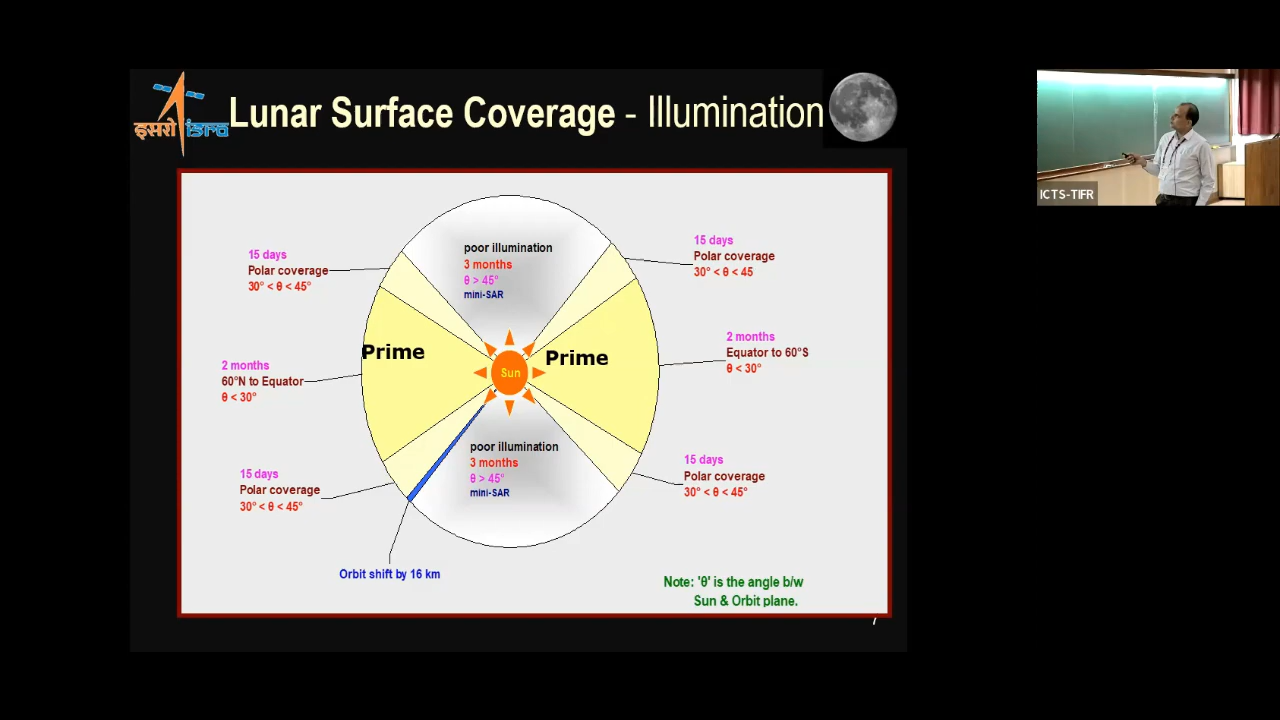 इसरो isro
Lunar Surface Coverage - Illumination
ICTS-TIFR
15 days
Polar coverage
30° < θ < 45°
poor illumination
3 months
θ > 45°
mini-SAR
15 days
Polar coverage
30° < θ < 45
Prime
Prime
Sun
2 months
60°N to Equator
θ < 30°
2 months
Equator to 60°S
θ < 30°
poor illumination
3 months
θ > 45°
mini-SAR
15 days
Polar coverage
30° < θ < 45°
15 days
Polar coverage
30° < θ < 45°
Orbit shift by 16 km
Note: 'θ' is the angle b/w
Sun & Orbit plane.